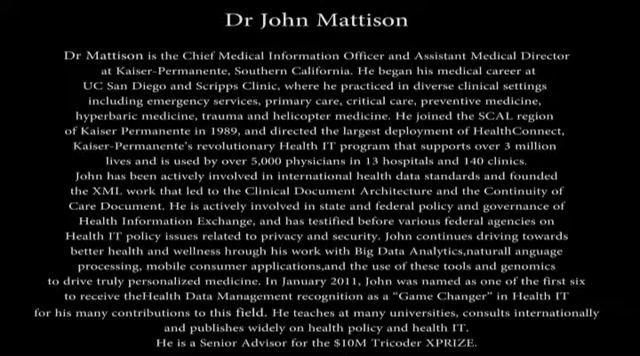 Dr John Mattison
Dr Mattison is the Chief Medical Information Officer and Assistant Medical Director
at Kaiser-Permanente, Southern California. He began his medical career at
UC San Diego and Scripps Clinic, where he practiced in diverse clinical settings
including emergency services, primary care, critical care, preventive medicine,
hyperbaric medicine, trauma and helicopter medicine. He joined the SCAL region
of Kaiser Permanente in 1989, and directed the largest deployment of HealthConnect,
Kaiser-Permanente's revolutionary Health IT program that supports over 3 million
lives and is used by over 5,000 physicians in 13 hospitals and 140 clinics.
John has been actively involved in international health data standards and founded
the XML work that led to the Clinical Document Architecture and the Continuity of
Care Document. He is actively involved in state and federal policy and governance of
Health Information Exchange, and has testified before various federal agencies on
Health IT policy issues related to privacy and security. John continues driving towards
better health and wellness hrough his work with Big Data Analytics,naturall anguage
processing, mobile consumer applications,and the use of these tools and genomics
to drive truly personalized medicine. In January 2011, John was named as one of the first six
to receive theHealth Data Management recognition as a “Game Changer” in Health IT
for his many contributions to this field. He teaches at many universities, consults internationally
and publishes widely on health policy and health IT.
He is a Senior Advisor for the $10M Tricoder XPRIZE.